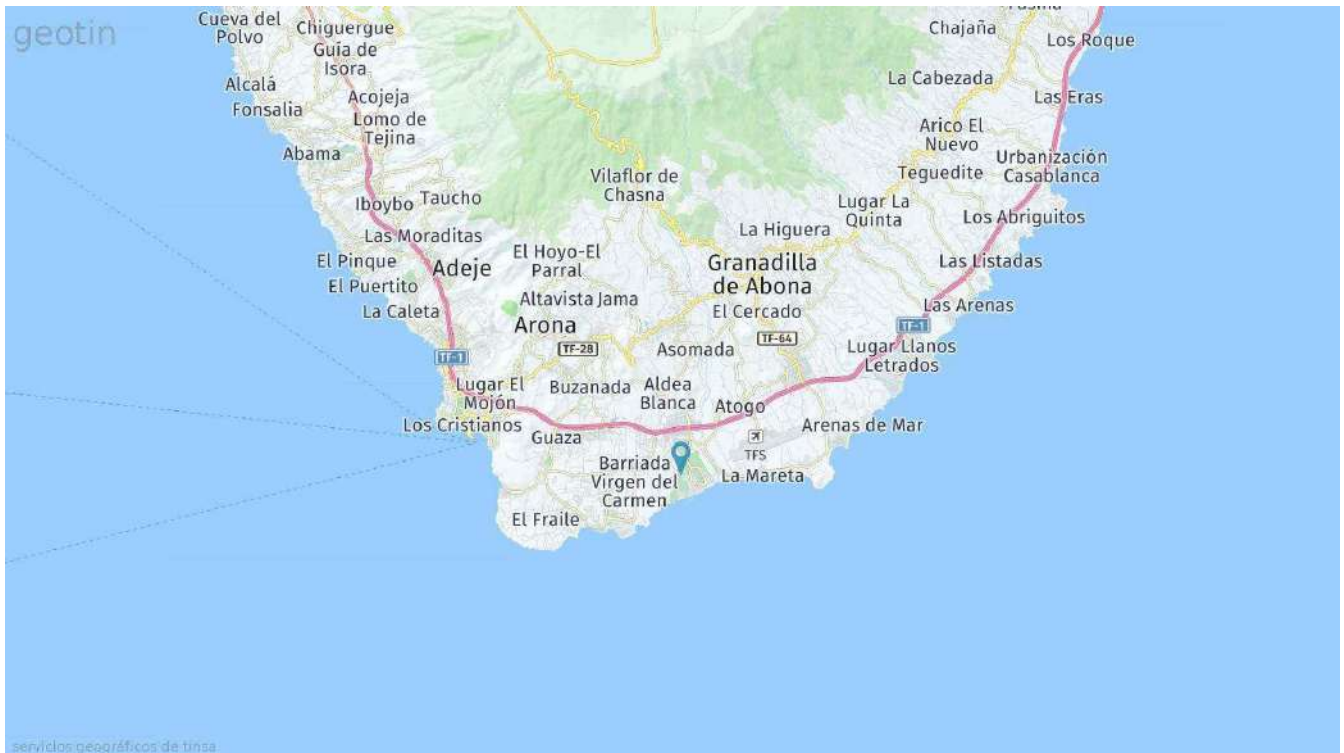 geotin
Cueva del
Polvo
Chiguergue
Guía de
Isora
Chajaña
Los Roque
Alcalá
Fonsalia
Acojeja
Lomo de
Tejina
La Cabezada
Las Eras
Abama
Arico El
Nuevo
Urbanización
Casablanca
Teguedite
Vilaflor de
Chasna
Iboybo
Taucho
Lugar La
Quinta
Los Abriguitos
Las Moraditas
La Higuera
El Pinque
Adeje
El Hoyo-El
Parral
Granadilla
de Abona
Las Listadas
El Puertito
La Caleta
Altavista
Jama
El Cercado
Las Arenas
Arona
TF-1
TF-28
Asomada
TF-64
Lugar Llanos
Letrados
TF-1
Lugar El
Mojón
Buzanada
Aldea
Blanca
Atogo
Los Cristianos
Guaza
Arenas de Mar
TFS
Barriada
Virgen del
Carmen
La Mareta
El Fraile
servicios geográficos de tinsa